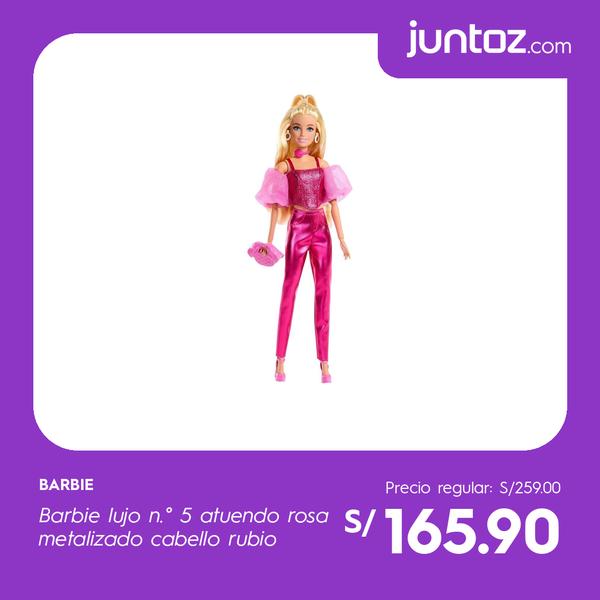 juntoz.com
BARBIE
Barbie lujo n.° 5 atuendo rosa
metalizado cabello rubio
Precio regular: S/259.00
S/165.90